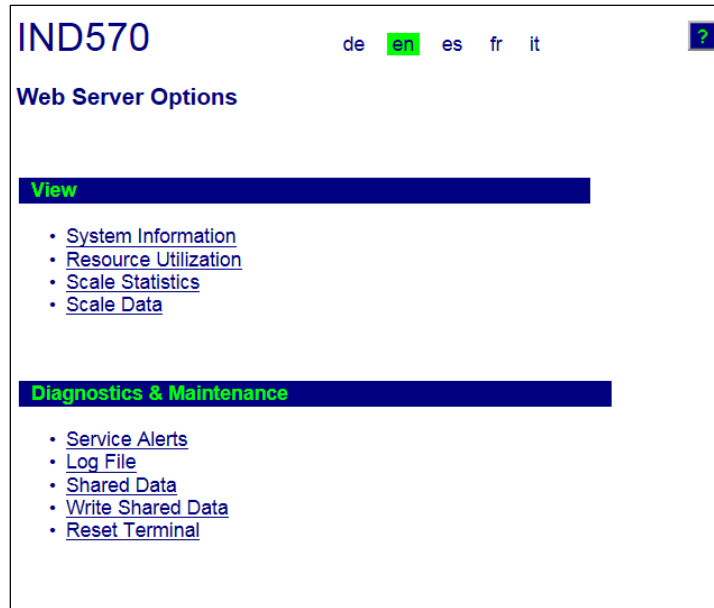 IND570 de en es fr it ?
Web Server Options
View
• System Information
• Resource Utilization
• Scale Statistics
• Scale Data
Diagnostics & Maintenance
• Service Alerts
• Log File
• Shared Data
• Write Shared Data
• Reset Terminal